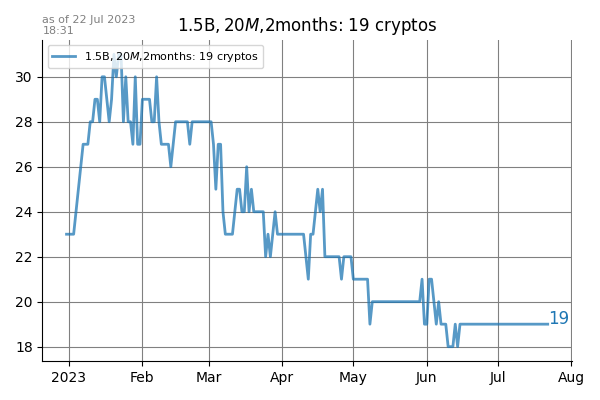 as of 22 Jul 2023
18:31
1.5B, 20M,2months: 19 cryptos
1.5B, 20M,2months: 19 cryptos
30
28
26
24
22
20
18
19
2023 Feb Mar Apr May Jun Jul Aug